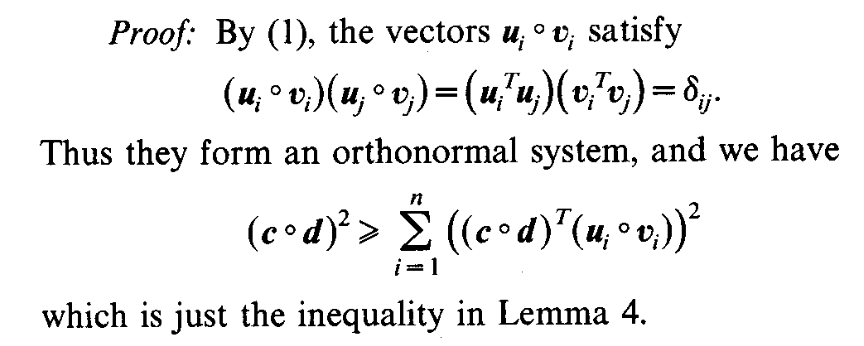 Proof: By (1), the vectors u_i ∘ v_i satisfy
(u_i ∘ v_i)(u_j ∘ v_j) = (u_i^T u_j)(v_i^T v_j) = δ_ij.
Thus they form an orthonormal system, and we have
(c ∘ d)^2 ⩾ ∑_{i=1}^{n} ((c ∘ d)^T (u_i ∘ v_i))^2
which is just the inequality in Lemma 4.